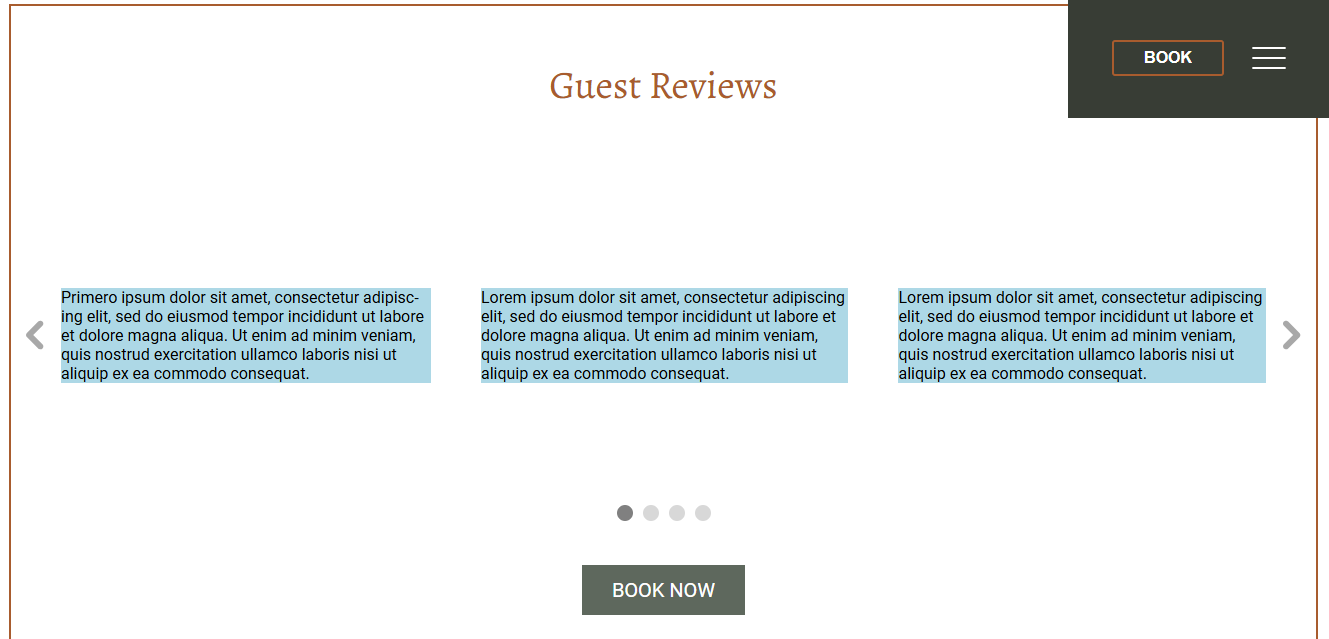 BOOK
Guest Reviews
Primero ipsum dolor sit amet, consectetur adipisc-
ing elit, sed do eiusmod tempor incididunt ut labore
et dolore magna aliqua. Ut enim ad minim veniam,
quis nostrud exercitation ullamco laboris nisi ut
aliquip ex ea commodo consequat.
Lorem ipsum dolor sit amet, consectetur adipiscing
elit, sed do eiusmod tempor incididunt ut labore et
dolore magna aliqua. Ut enim ad minim veniam,
quis nostrud exercitation ullamco laboris nisi ut
aliquip ex ea commodo consequat.
Lorem ipsum dolor sit amet, consectetur adipiscing
elit, sed do eiusmod tempor incididunt ut labore et
dolore magna aliqua. Ut enim ad minim veniam,
quis nostrud exercitation ullamco laboris nisi ut
aliquip ex ea commodo consequat.
BOOK NOW